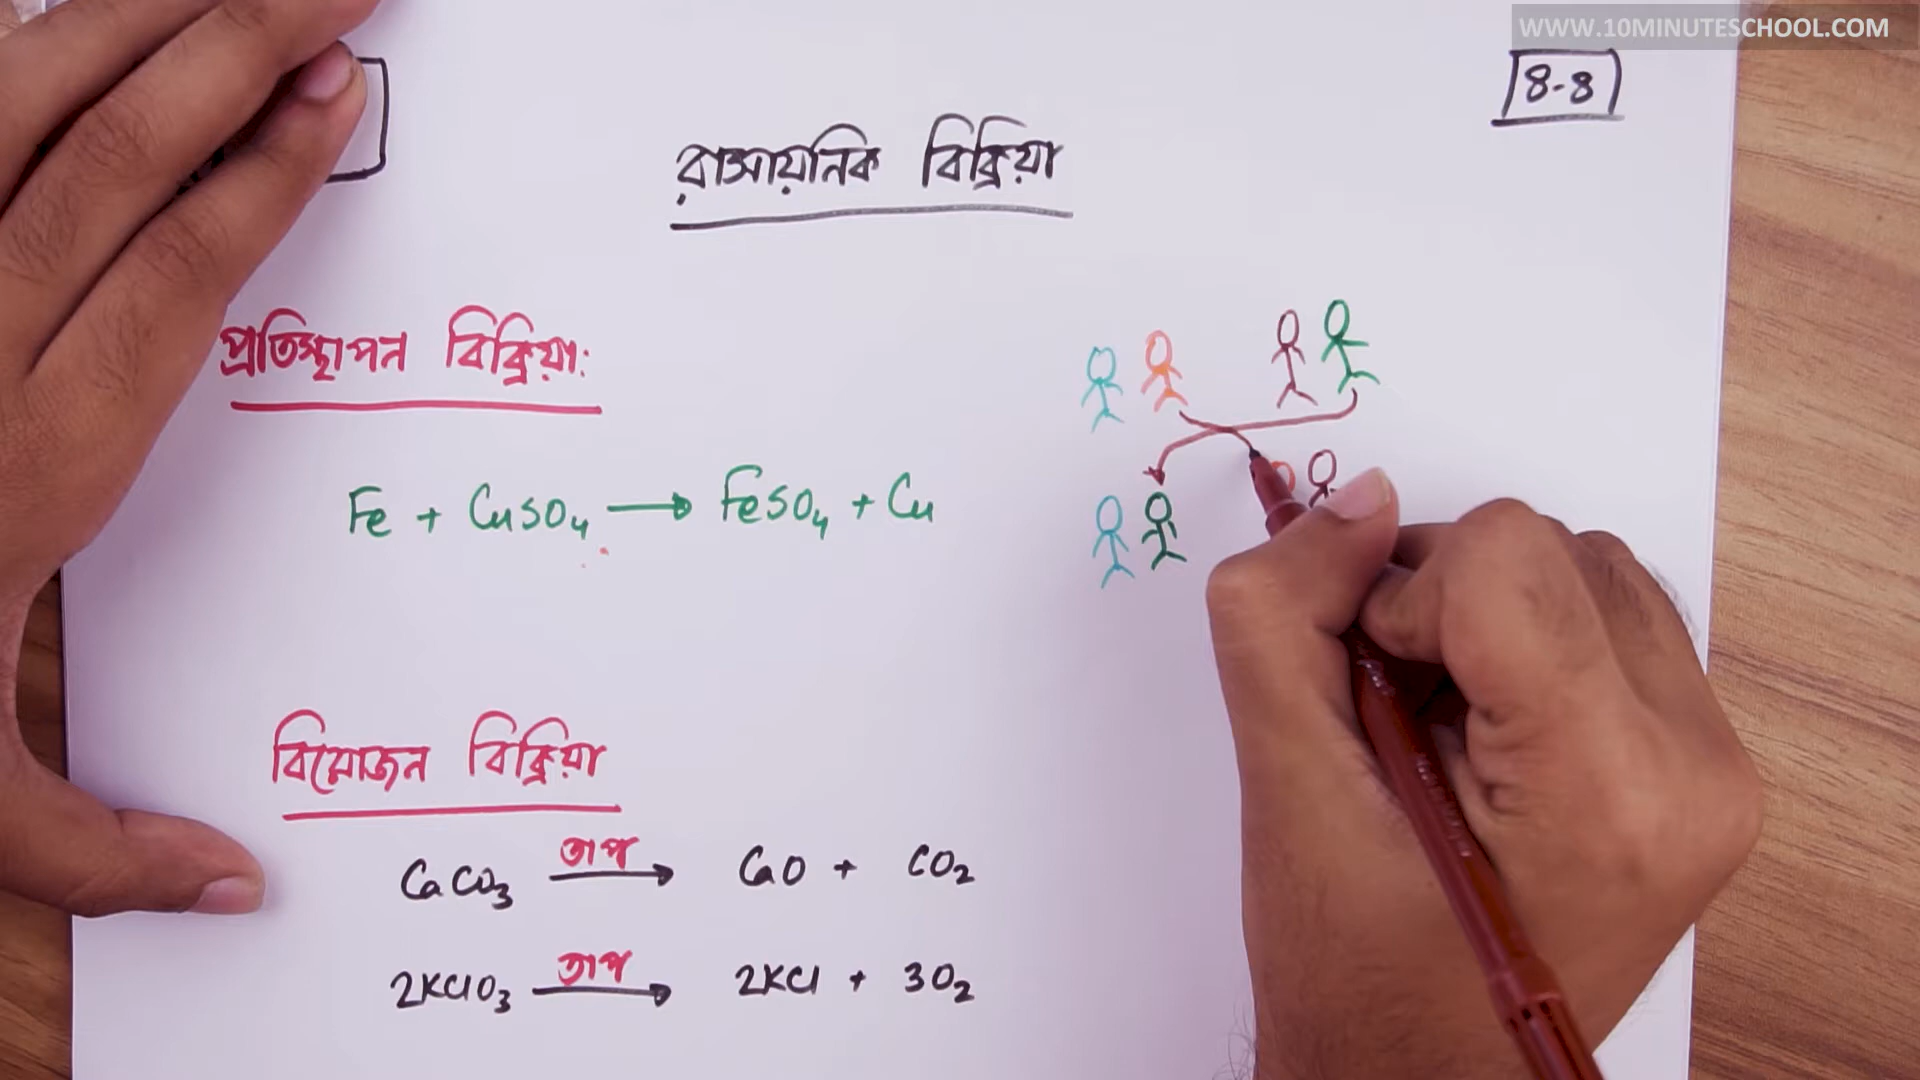 WWW.10MINUTESCHOOL.COM
8-8
রাসায়নিক বিক্রিয়া
প্রতিস্থাপন বিক্রিয়া:
Fe + CuSO₄ → FeSO₄ + Cu
বিয়োজন বিক্রিয়া
CaCO₃ তাপ → CaO + CO₂
2KClO₃ তাপ → 2KCl + 3O₂